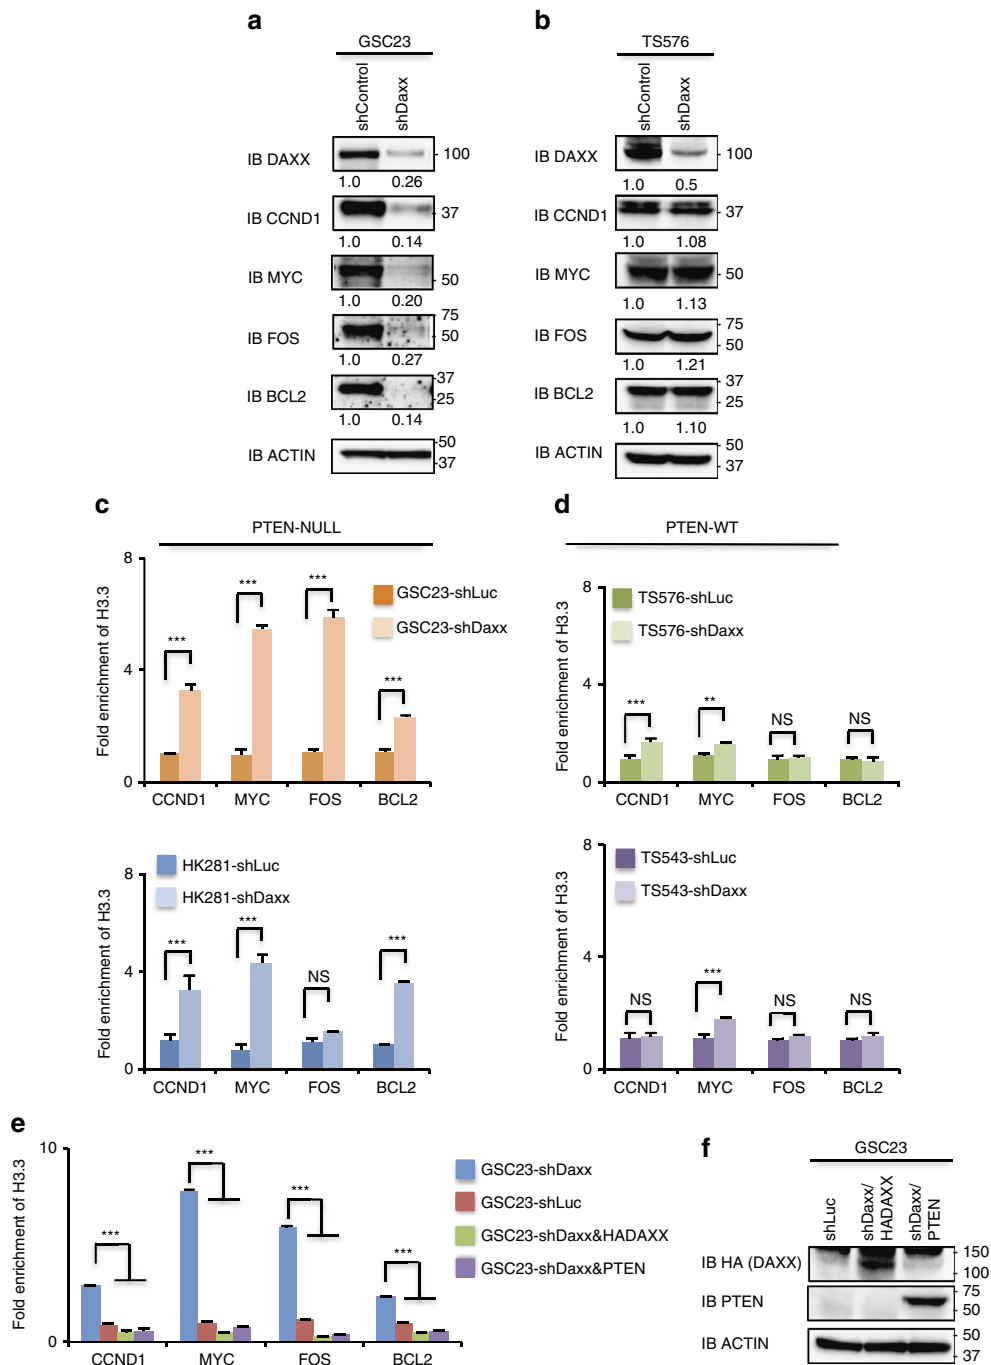 a
GSC23
shControl
shDaxx
IB DAXX
100
1.0 0.26
IB CCND1
37
1.0 0.14
IB MYC
50
1.0 0.20
IB FOS
75
50
1.0 0.27
IB BCL2
37
25
1.0 0.14
IB ACTIN
50
37
b
TS576
shControl
shDaxx
IB DAXX
100
1.0 0.5
IB CCND1
37
1.0 1.08
IB MYC
50
1.0 1.13
IB FOS
75
50
1.0 1.21
IB BCL2
37
25
1.0 1.10
IB ACTIN
50
37
c
PTEN-NULL
Fold enrichment of H3.3
8
4
0
***
***
***
***
GSC23-shLuc
GSC23-shDaxx
CCND1 MYC FOS BCL2
Fold enrichment of H3.3
8
4
0
HK281-shLuc
HK281-shDaxx
***
***
NS
***
CCND1 MYC FOS BCL2
d
PTEN-WT
Fold enrichment of H3.3
8
4
0
TS576-shLuc
TS576-shDaxx
***
**
NS
NS
CCND1 MYC FOS BCL2
Fold enrichment of H3.3
8
4
0
TS543-shLuc
TS543-shDaxx
NS
***
NS
NS
CCND1 MYC FOS BCL2
e
Fold enrichment of H3.3
10
0
***
***
***
***
GSC23-shDaxx
GSC23-shLuc
GSC23-shDaxx&HADAXX
GSC23-shDaxx&PTEN
CCND1 MYC FOS BCL2
f
GSC23
shLuc
shDaxx/
HADAXX
shDaxx/
PTEN
IB HA (DAXX)
150
100
IB PTEN
75
50
IB ACTIN
50
37